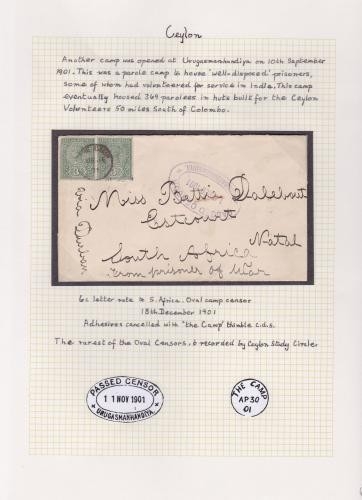 Ceylon
Another camp was opened at Urugasmanhandiya on 10th September
1901. This was a parole camp to house 'well-disposed' prisoners,
some of whom had volunteered for service in India. This camp
eventually housed 369 parolees in huts built for the Ceylon
Volunteers 50 miles South of Colombo.
Miss Bettie
Estcourt
Natal
South Africa
via Durban
From prisoner of War
6c letter rate to S. Africa. Oval camp censor
18th December 1901
Adhesives cancelled with 'the Camp' thimble c.d.s.
The rarest of the Oval Censors, 6 recorded by Ceylon Study Circle
PASSED CENSOR
11 NOV 1901
URUGASMANHANDIYA.
THE CAMP
AP 30
01